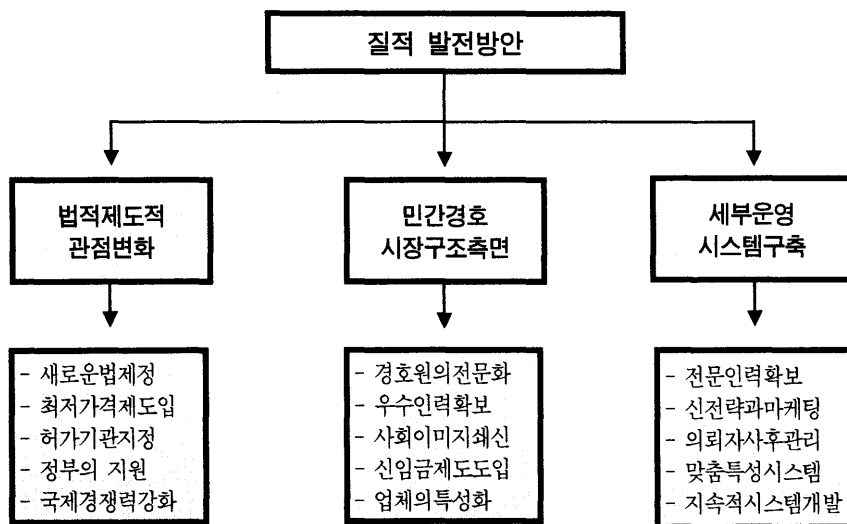 질적 발전방안
법적제도적
관점변화
민간경호
시장구조측면
세부운영
시스템구축
- 새로운법제정
- 최저가격제도입
- 허가기관지정
- 정부의 지원
- 국제경쟁력강화
- 경호원의전문화
- 우수인력확보
- 사회이미지쇄신
- 신임금제도도입
- 업체의특성화
- 전문인력확보
- 신전략과마케팅
- 의뢰자사후관리
- 맞춤특성시스템
- 지속적시스템개발